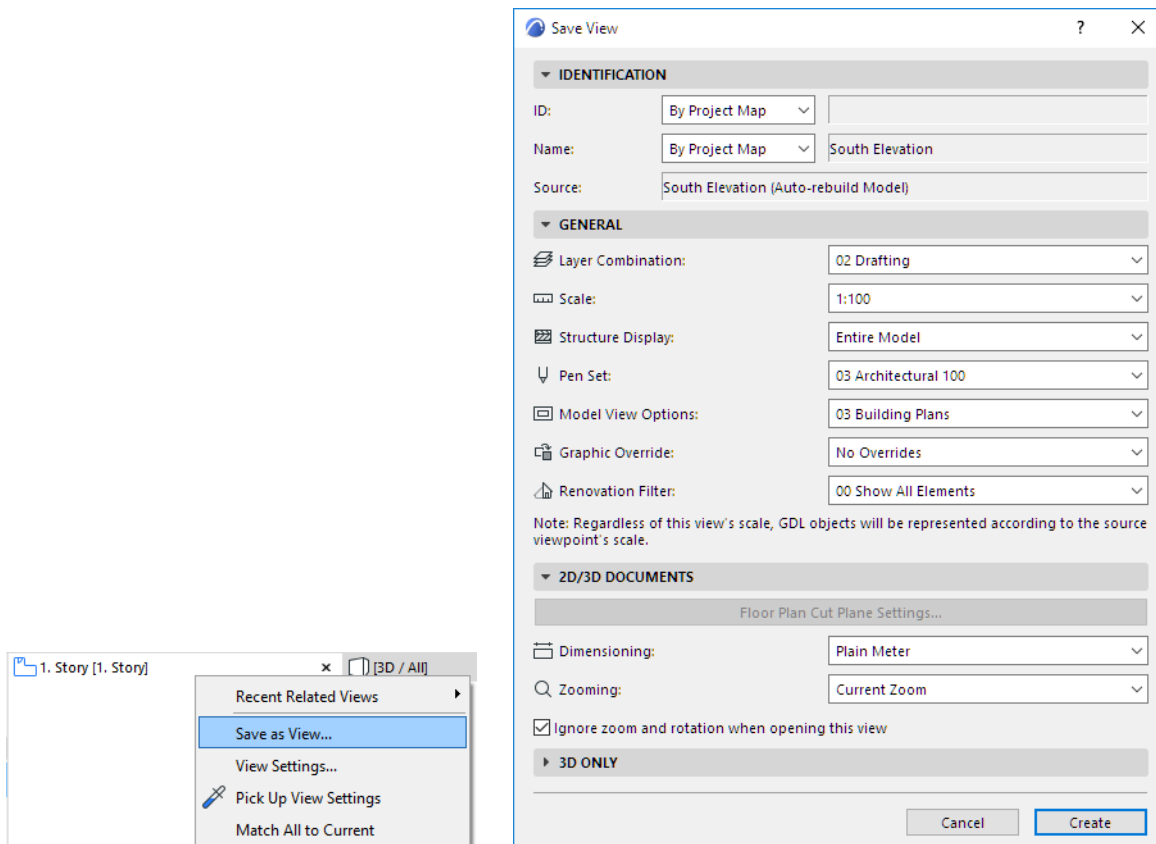 1. Story [1. Story]
[3D / All]
Recent Related Views
Save as View...
View Settings...
Pick Up View Settings
Match All to Current
Save View
IDENTIFICATION
ID: By Project Map
Name: By Project Map South Elevation
Source: South Elevation (Auto-rebuild Model)
GENERAL
Layer Combination: 02 Drafting
Scale: 1:100
Structure Display: Entire Model
Pen Set: 03 Architectural 100
Model View Options: 03 Building Plans
Graphic Override: No Overrides
Renovation Filter: 00 Show All Elements
Note: Regardless of this view's scale, GDL objects will be represented according to the source
viewpoint's scale.
2D/3D DOCUMENTS
Floor Plan Cut Plane Settings...
Dimensioning: Plain Meter
Zooming: Current Zoom
Ignore zoom and rotation when opening this view
3D ONLY
Cancel Create